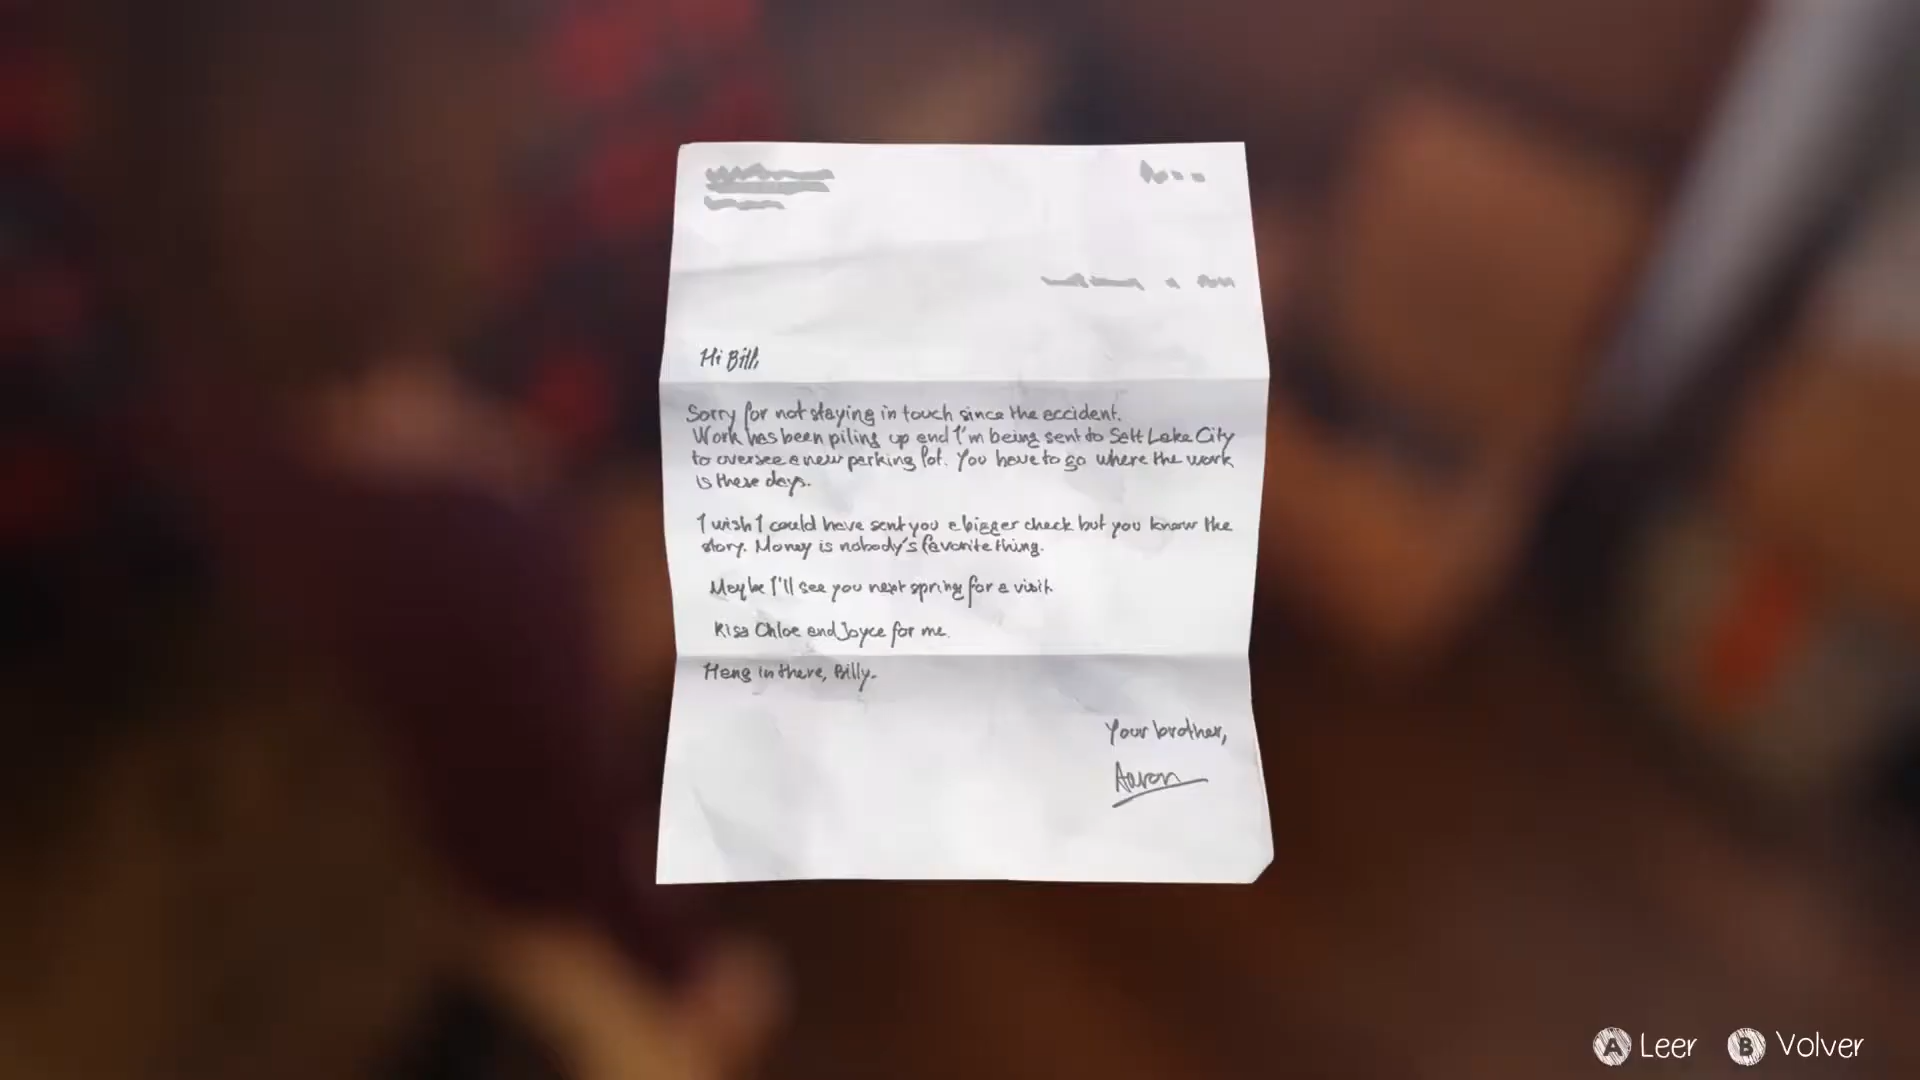 Hi Bill,
Sorry for not staying in touch since the accident.
Work has been piling up and I'm being sent to Salt Lake City
to oversee a new parking lot. You have to go where the work
is these days.
I wish I could have sent you a bigger check but you know the
story. Money is nobody's favorite thing.
Maybe I'll see you next spring for a visit.
Kiss Chloe and Joyce for me.
Hang in there, Billy.
Your brother,
Aaron
A Leer B Volver